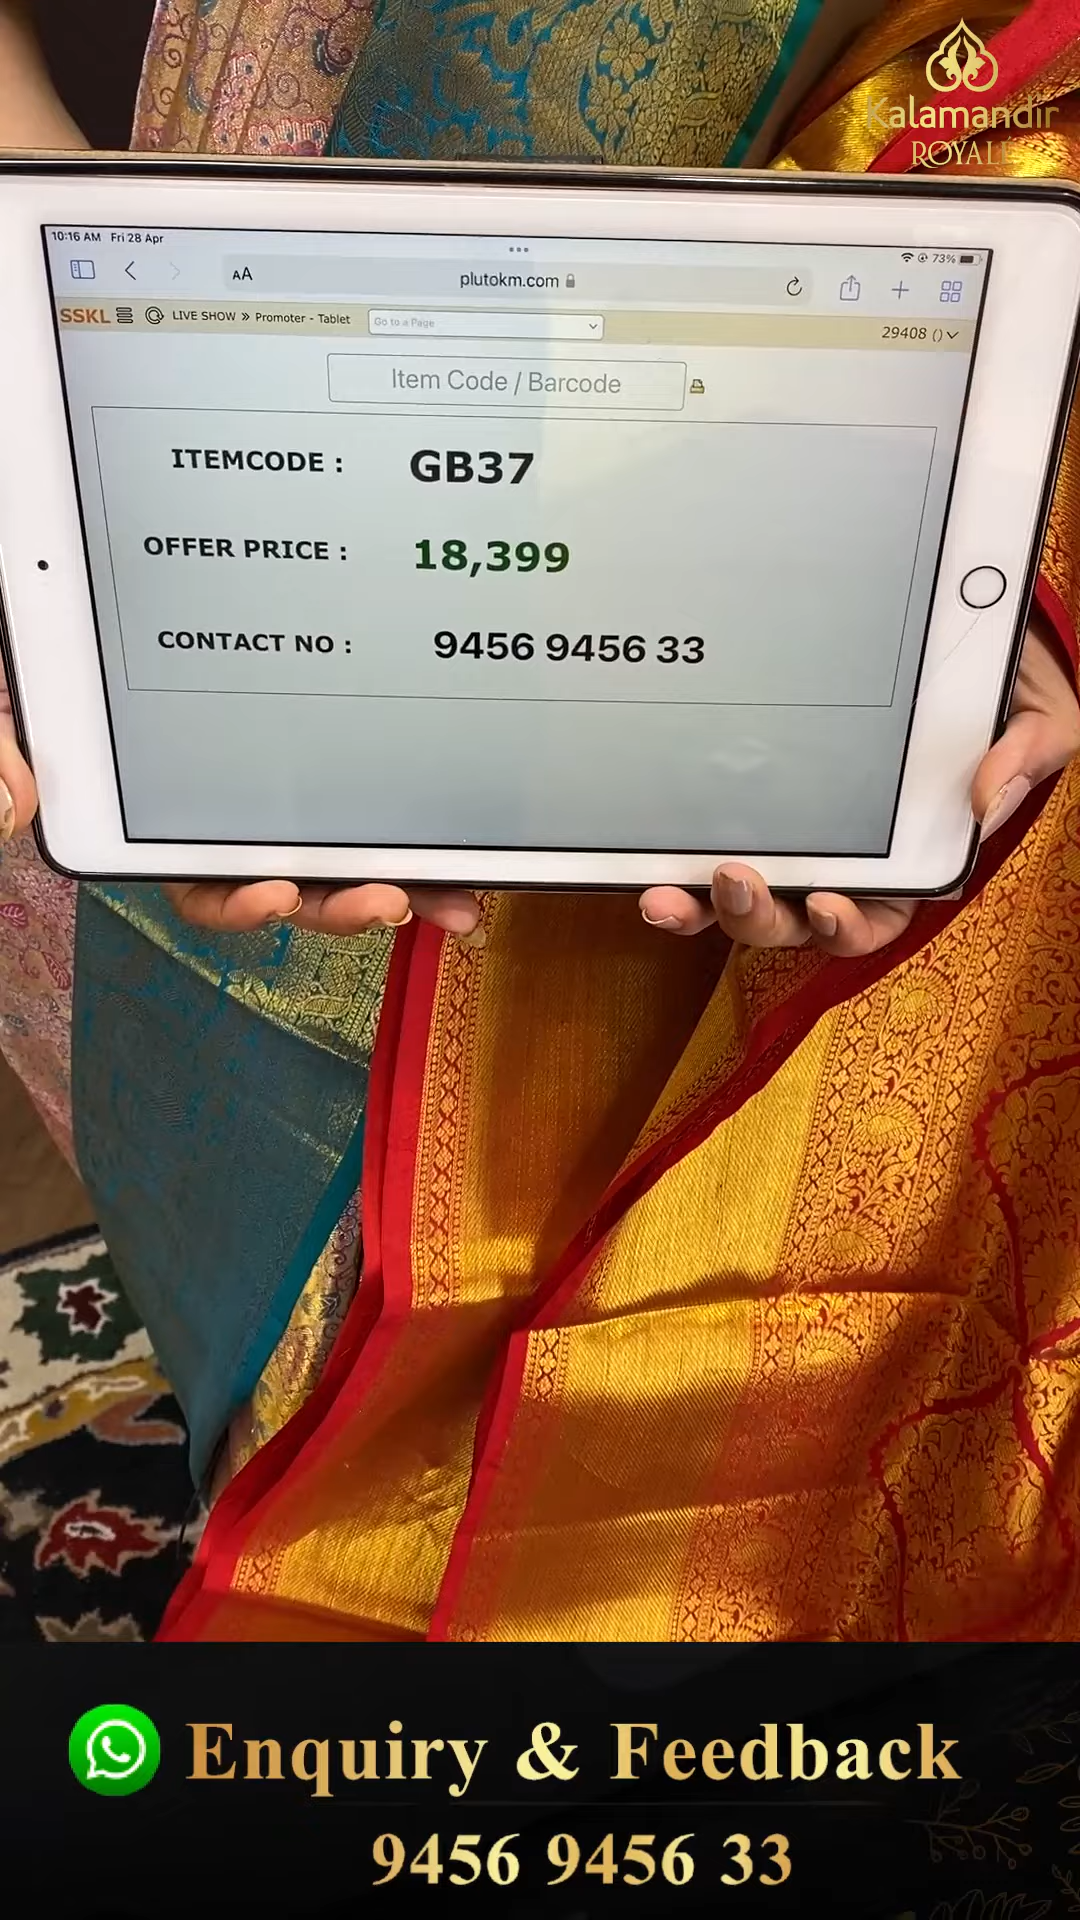 Kalamandir
ROYALE
10:16 AM Fri 28 Apr
73%
AA
plutokm.com
SSKL
LIVE SHOW » Promoter - Tablet
Go to a Page
29408 ()
Item Code / Barcode
ITEMCODE : GB37
OFFER PRICE : 18,399
CONTACT NO : 9456 9456 33
Enquiry & Feedback
9456 9456 33